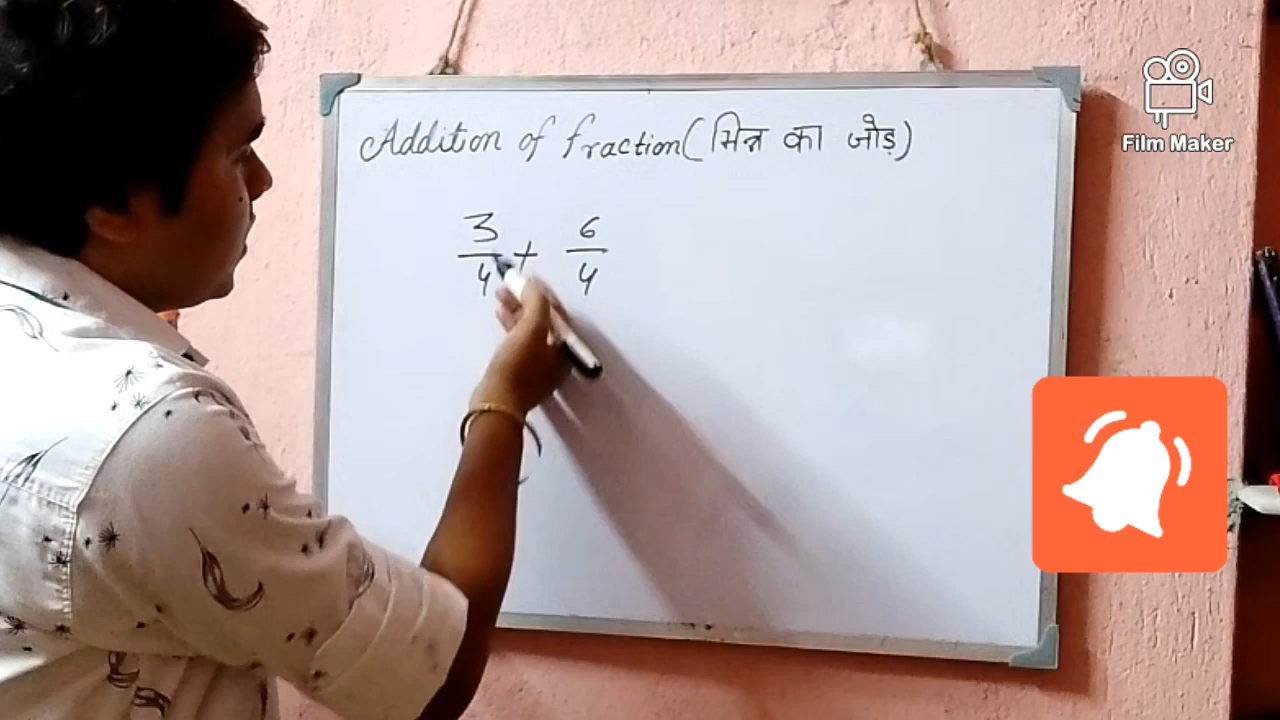 Addition of fraction (भिन्न का जोड़)
3/4 + 6/4
Film Maker